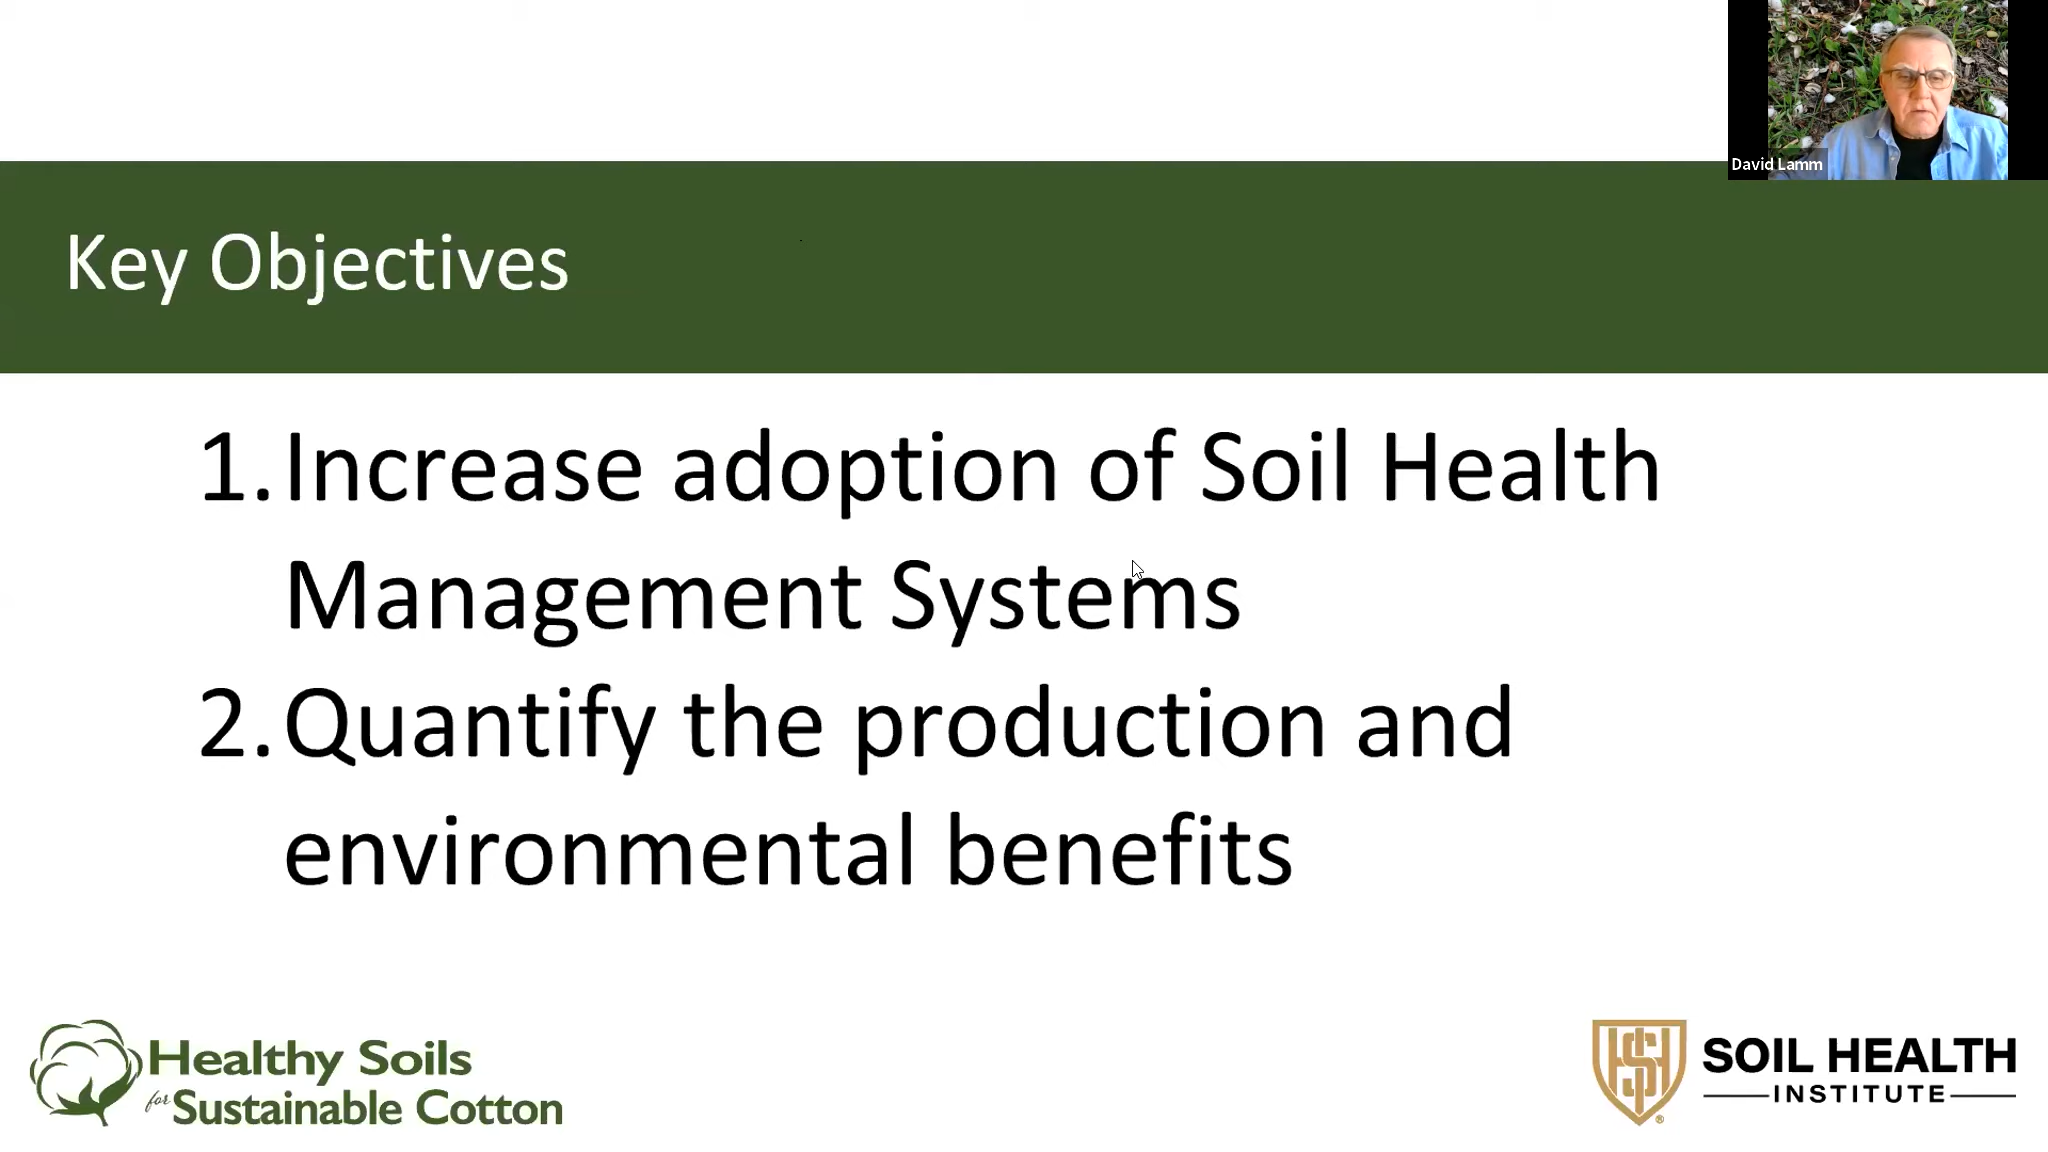 David Lamm
Key Objectives
1. Increase adoption of Soil Health
Management Systems
2. Quantify the production and
environmental benefits
Healthy Soils
for Sustainable Cotton
SOIL HEALTH
INSTITUTE
®